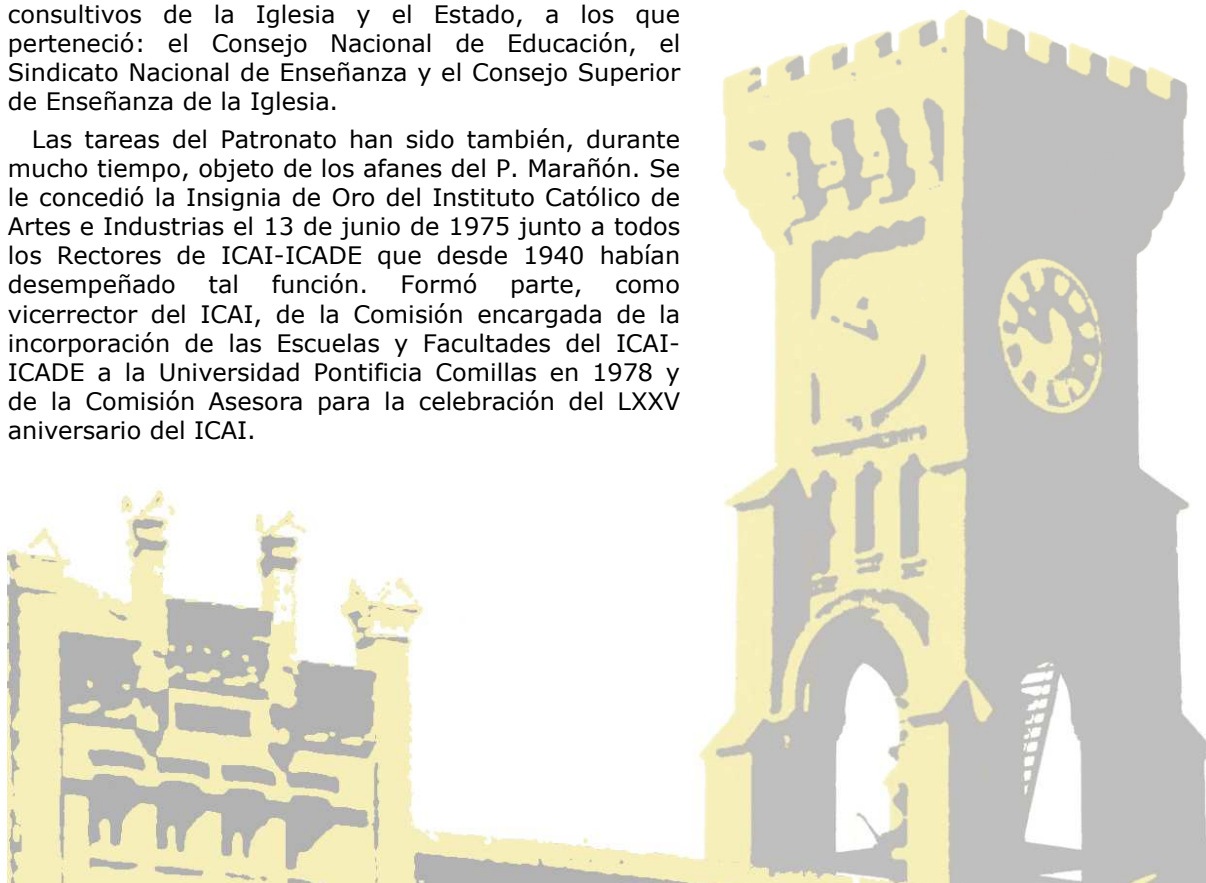 consultivos de la Iglesia y el Estado, a los que
perteneció: el Consejo Nacional de Educación, el
Sindicato Nacional de Enseñanza y el Consejo Superior
de Enseñanza de la Iglesia.
Las tareas del Patronato han sido también, durante
mucho tiempo, objeto de los afanes del P. Marañón. Se
le concedió la Insignia de Oro del Instituto Católico de
Artes e Industrias el 13 de junio de 1975 junto a todos
los Rectores de ICAI-ICADE que desde 1940 habían
desempeñado tal función. Formó parte, como
vicerrector del ICAI, de la Comisión encargada de la
incorporación de las Escuelas y Facultades del ICAI-
ICADE a la Universidad Pontificia Comillas en 1978 y
de la Comisión Asesora para la celebración del LXXV
aniversario del ICAI.